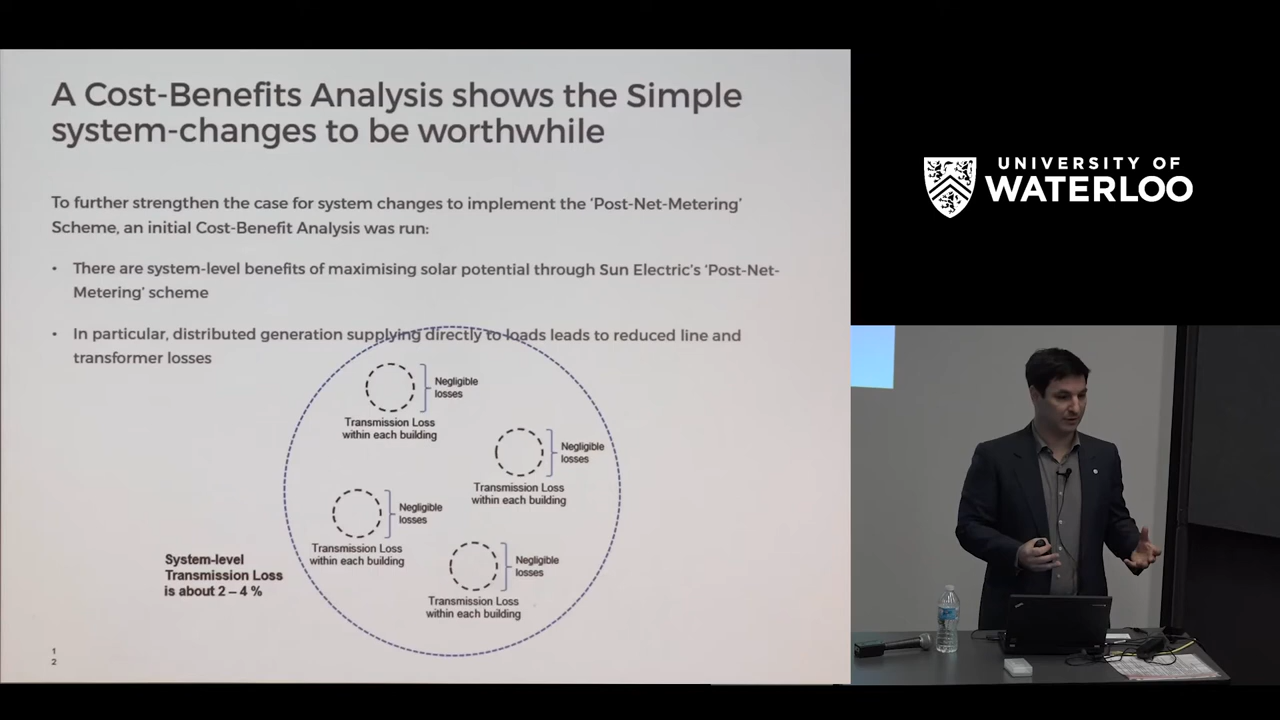 A Cost-Benefits Analysis shows the Simple
system-changes to be worthwhile
To further strengthen the case for system changes to implement the ‘Post-Net-Metering’
Scheme, an initial Cost-Benefit Analysis was run:
• There are system-level benefits of maximising solar potential through Sun Electric’s ‘Post-Net-
Metering’ scheme
• In particular, distributed generation supplying directly to loads leads to reduced line and
transformer losses
Negligible
losses
Transmission Loss
within each building
Negligible
losses
Transmission Loss
within each building
Negligible
losses
Transmission Loss
within each building
Negligible
losses
Transmission Loss
within each building
System-level
Transmission Loss
is about 2 – 4 %
1
2
UNIVERSITY OF
WATERLOO